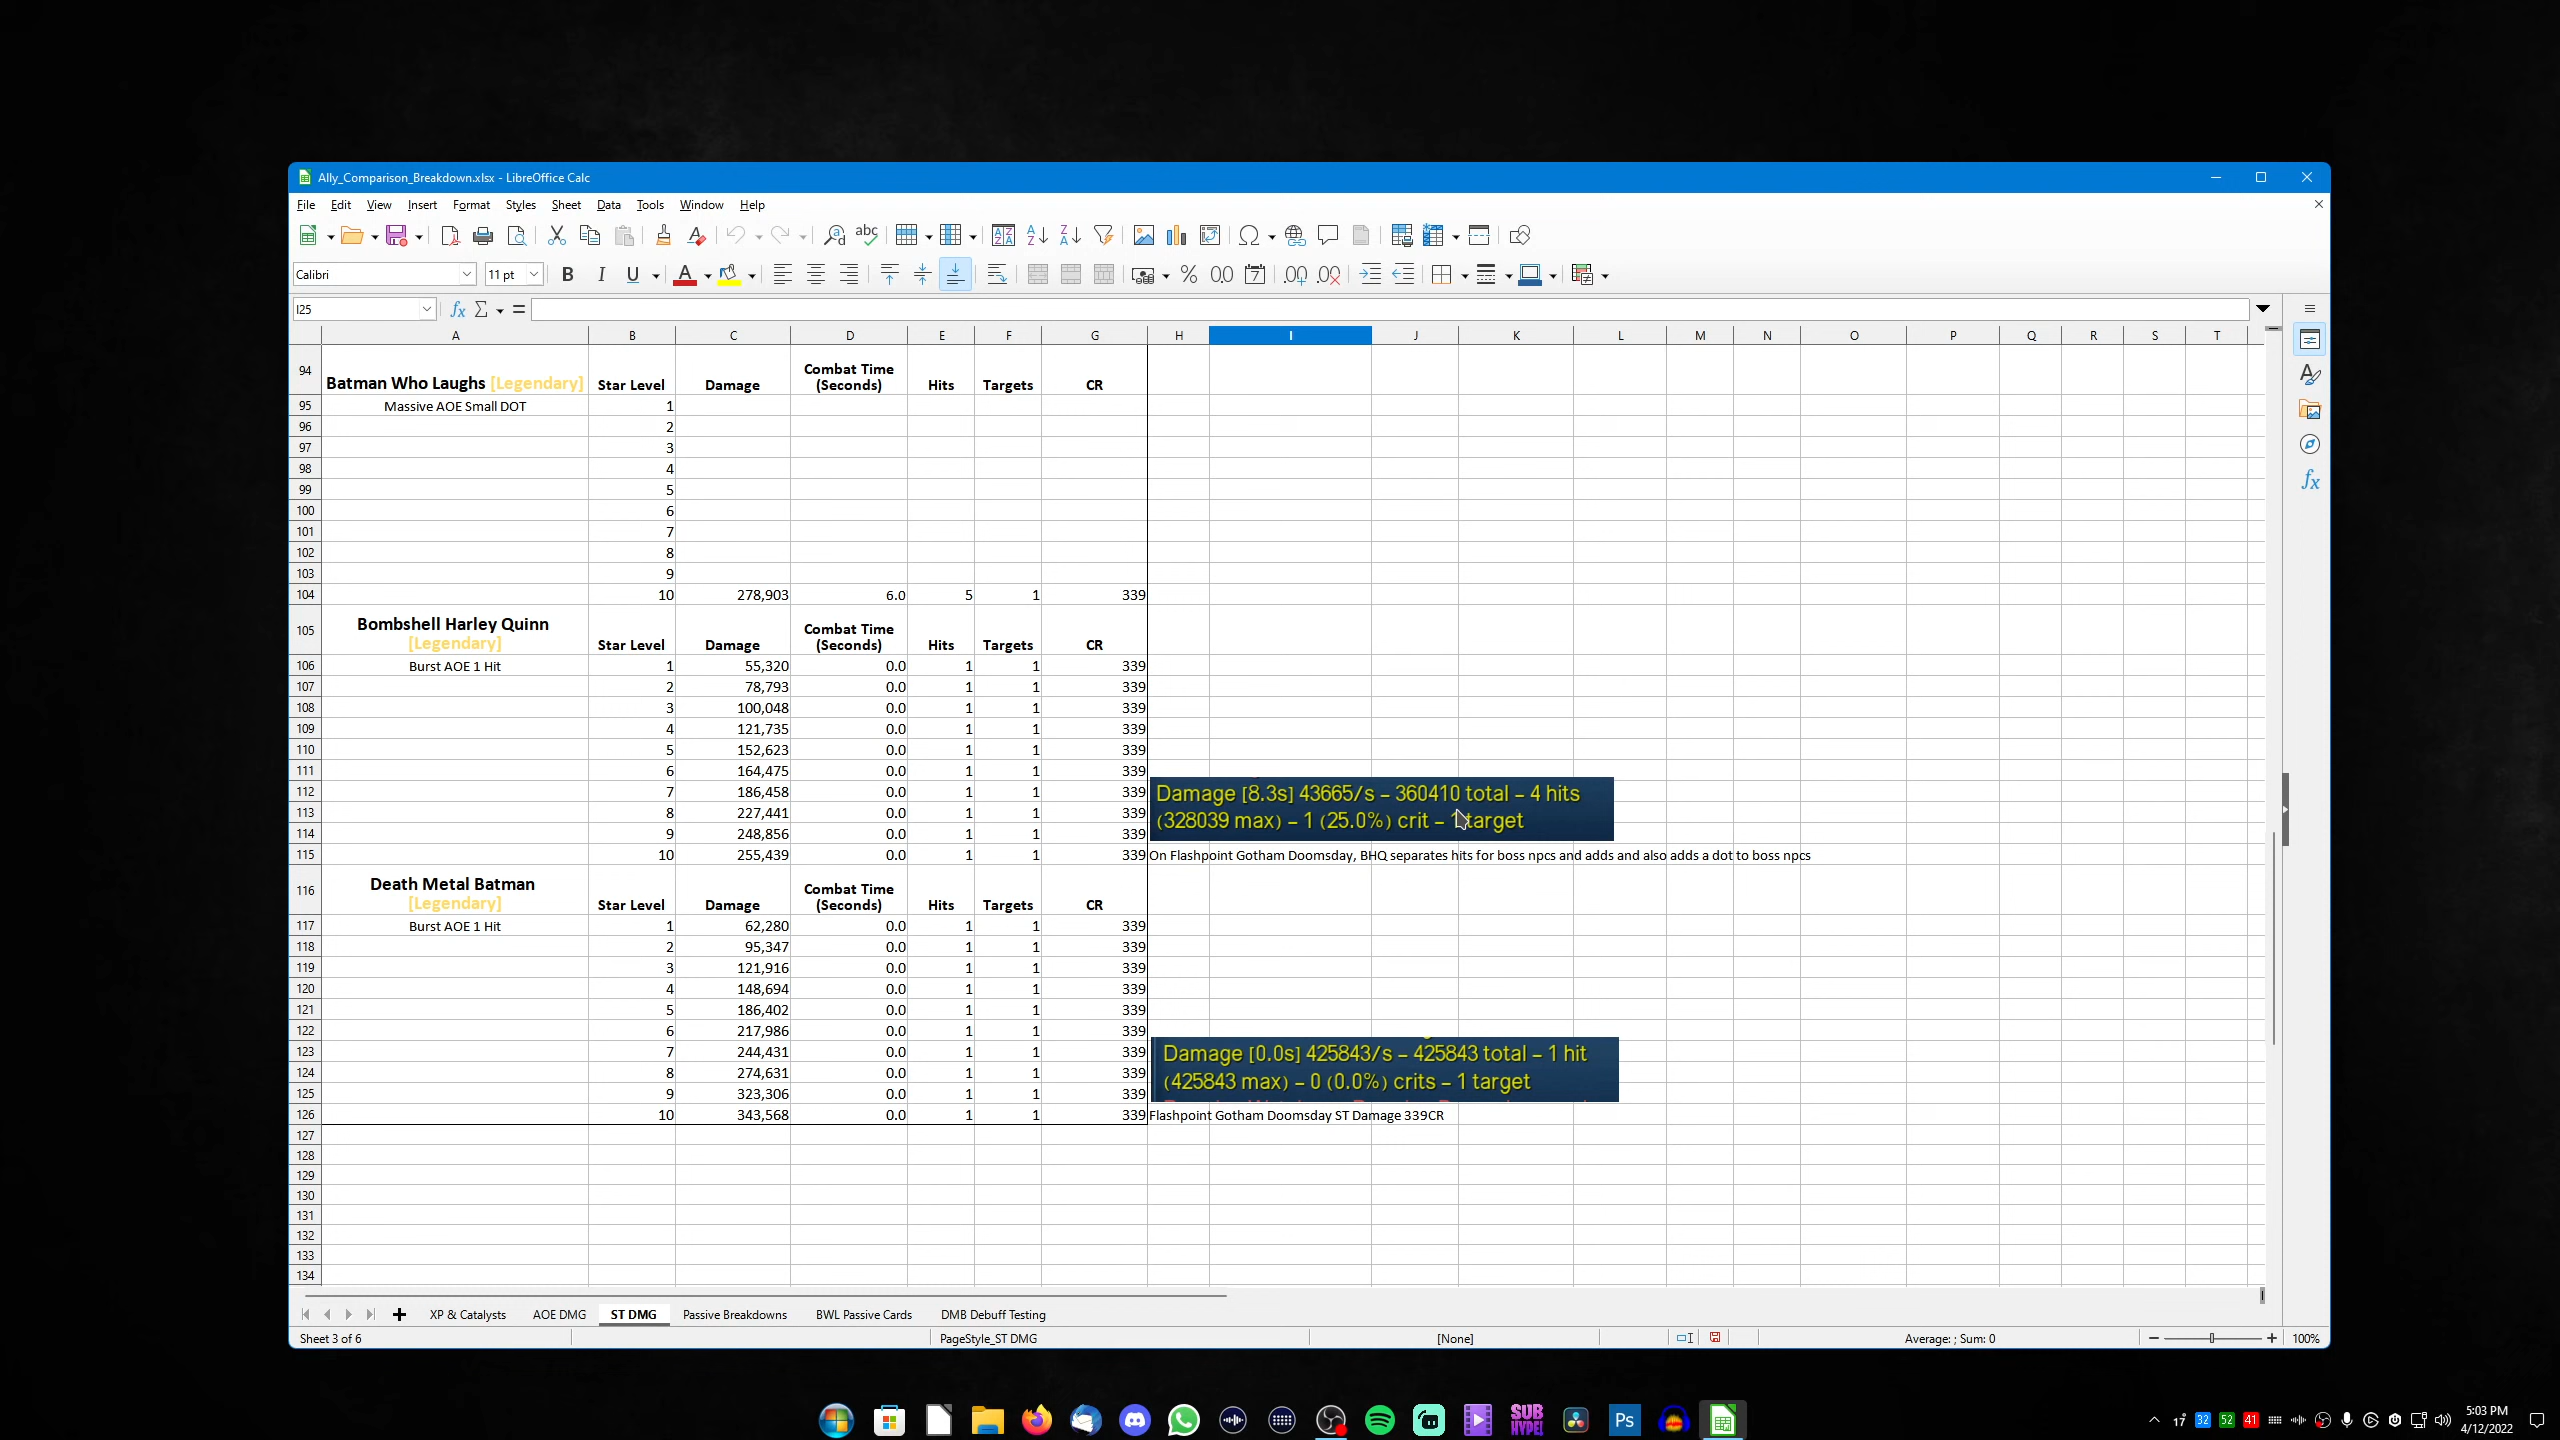 Ally_Comparison_Breakdown.xlsx - LibreOffice Calc
File Edit View Insert Format Styles Sheet Data Tools Window Help
Calibri 11 pt
I25
A B C D E F G H I J K L M N O P Q R S T
94 Batman Who Laughs [Legendary] Star Level Damage Combat Time (Seconds) Hits Targets CR
95 Massive AOE Small DOT 1
96 2
97 3
98 4
99 5
100 6
101 7
102 8
103 9
104 10 278,903 6.0 5 1 339
105 Bombshell Harley Quinn [Legendary] Star Level Damage Combat Time (Seconds) Hits Targets CR
106 Burst AOE 1 Hit 1 55,320 0.0 1 1 339
107 2 78,793 0.0 1 1 339
108 3 100,048 0.0 1 1 339
109 4 121,735 0.0 1 1 339
110 5 152,623 0.0 1 1 339
111 6 164,475 0.0 1 1 339
112 7 186,458 0.0 1 1 339
113 8 227,441 0.0 1 1 339
114 9 248,856 0.0 1 1 339
Damage [8.3s] 43665/s – 360410 total – 4 hits
(328039 max) – 1 (25.0%) crit – 1 target
115 10 255,439 0.0 1 1 339 On Flashpoint Gotham Doomsday, BHQ separates hits for boss npcs and adds and also adds a dot to boss npcs
116 Death Metal Batman [Legendary] Star Level Damage Combat Time (Seconds) Hits Targets CR
117 Burst AOE 1 Hit 1 62,280 0.0 1 1 339
118 2 95,347 0.0 1 1 339
119 3 121,916 0.0 1 1 339
120 4 148,694 0.0 1 1 339
121 5 186,402 0.0 1 1 339
122 6 217,986 0.0 1 1 339
123 7 244,431 0.0 1 1 339
124 8 274,631 0.0 1 1 339
125 9 323,306 0.0 1 1 339
Damage [0.0s] 425843/s – 425843 total – 1 hit
(425843 max) – 0 (0.0%) crits – 1 target
126 10 343,568 0.0 1 1 339 Flashpoint Gotham Doomsday ST Damage 339CR
127
128
129
130
131
132
133
134
XP & Catalysts AOE DMG ST DMG Passive Breakdowns BWL Passive Cards DMB Debuff Testing
Sheet 3 of 6 PageStyle_ST DMG [None] Average: ; Sum: 0 100%
SUB HYPE! Ps 17 32 52 41 5:03 PM
4/12/2022